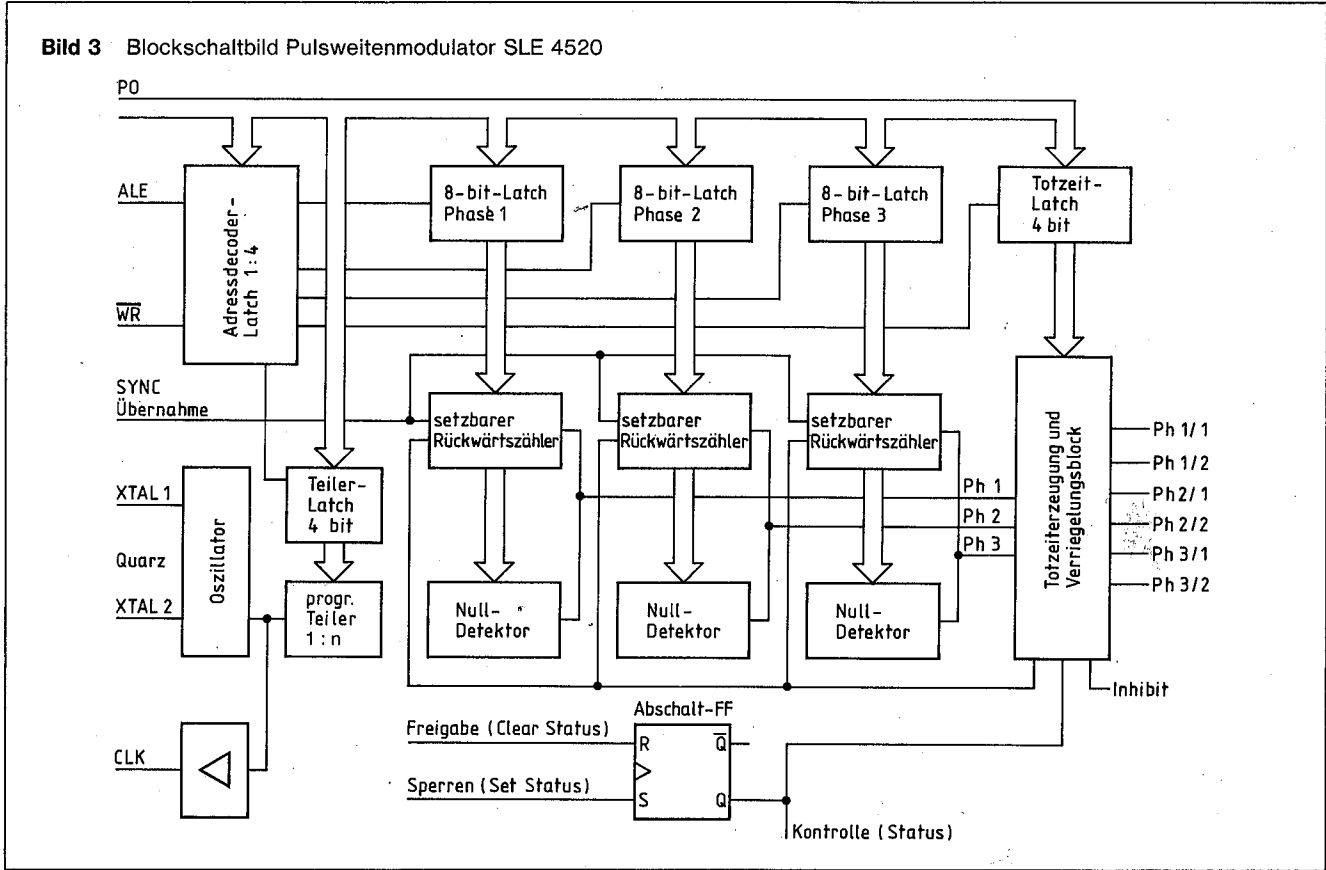 Bild 3 Blockschaltbild Pulsweitenmodulator SLE 4520
P0
ALE
W̅R̅
Adressdecoder-
Latch 1:4
8-bit-Latch
Phase 1
8-bit-Latch
Phase 2
8-bit-Latch
Phase 3
Totzeit-
Latch
4 bit
SYNC
Übernahme
setzbarer
Rückwärtszähler
setzbarer
Rückwärtszähler
setzbarer
Rückwärtszähler
XTAL 1
Quarz
XTAL 2
Oszillator
Teiler-
Latch
4 bit
progr.
Teiler
1:n
Null-
Detektor
Null-
Detektor
Null-
Detektor
Ph 1
Ph 2
Ph 3
Totzeiterzeugung und
Verriegelungsblock
Ph 1/1
Ph 1/2
Ph 2/1
Ph 2/2
Ph 3/1
Ph 3/2
Inhibit
CLK
Abschalt-FF
Freigabe (Clear Status)
Sperren (Set Status)
R
Q̅
S
Q
Kontrolle (Status)